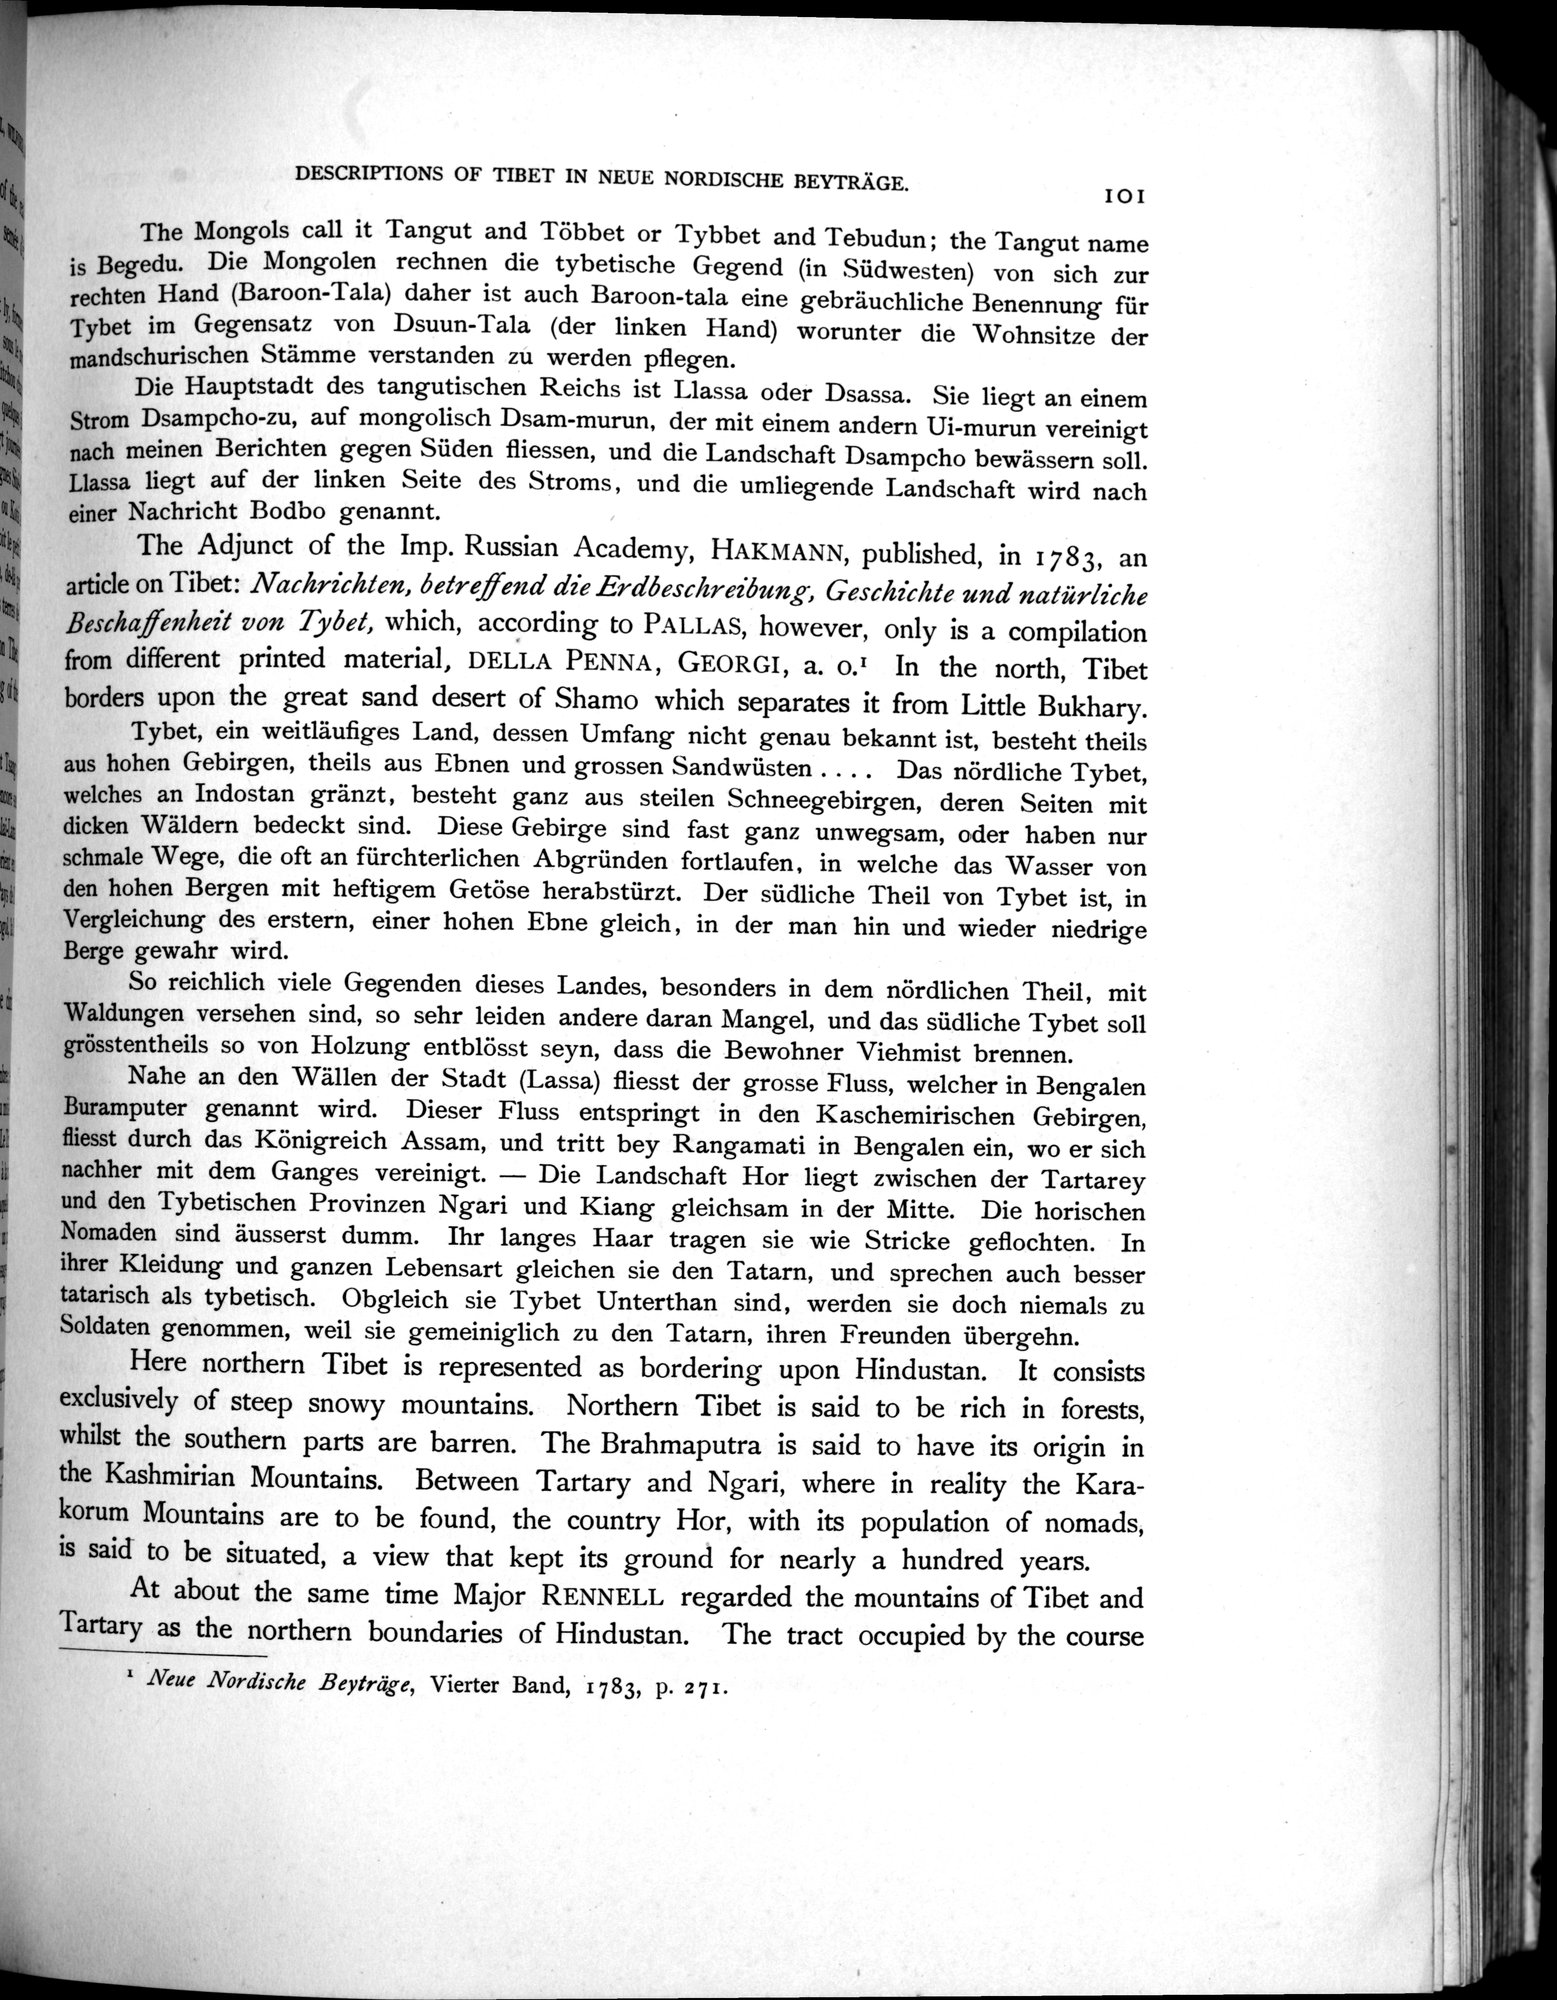 DESCRIPTIONS OF TIBET IN NEUE NORDISCHE BEYTRÄGE.
101
The Mongols call it Tangut and Többet or Tybbet and Tebudun; the Tangut name
is Begedu. Die Mongolen rechnen die tybetische Gegend (in Südwesten) von sich zur
rechten Hand (Baroon-Tala) daher ist auch Baroon-tala eine gebräuchliche Benennung für
Tybet im Gegensatz von Dsuun-Tala (der linken Hand) worunter die Wohnsitze der
mandschurischen Stämme verstanden zu werden pflegen.
Die Hauptstadt des tangutischen Reichs ist Llassa oder Dsassa. Sie liegt an einem
Strom Dsampcho-zu, auf mongolisch Dsam-murun, der mit einem andern Ui-murun vereinigt
nach meinen Berichten gegen Süden fliessen, und die Landschaft Dsampcho bewässern soll.
Llassa liegt auf der linken Seite des Stroms, und die umliegende Landschaft wird nach
einer Nachricht Bodbo genannt.
The Adjunct of the Imp. Russian Academy, HAKMANN, published, in 1783, an
article on Tibet: Nachrichten, betreffend die Erdbeschreibung, Geschichte und natürliche
Beschaffenheit von Tybet, which, according to PALLAS, however, only is a compilation
from different printed material, DELLA PENNA, GEORGI, a. o.¹ In the north, Tibet
borders upon the great sand desert of Shamo which separates it from Little Bukhary.
Tybet, ein weitläufiges Land, dessen Umfang nicht genau bekannt ist, besteht theils
aus hohen Gebirgen, theils aus Ebnen und grossen Sandwüsten .... Das nördliche Tybet,
welches an Indostan gränzt, besteht ganz aus steilen Schneegebirgen, deren Seiten mit
dicken Wäldern bedeckt sind. Diese Gebirge sind fast ganz unwegsam, oder haben nur
schmale Wege, die oft an fürchterlichen Abgründen fortlaufen, in welche das Wasser von
den hohen Bergen mit heftigem Getöse herabstürzt. Der südliche Theil von Tybet ist, in
Vergleichung des erstern, einer hohen Ebne gleich, in der man hin und wieder niedrige
Berge gewahr wird.
So reichlich viele Gegenden dieses Landes, besonders in dem nördlichen Theil, mit
Waldungen versehen sind, so sehr leiden andere daran Mangel, und das südliche Tybet soll
grösstentheils so von Holzung entblösst seyn, dass die Bewohner Viehmist brennen.
Nahe an den Wällen der Stadt (Lassa) fliesst der grosse Fluss, welcher in Bengalen
Buramputer genannt wird. Dieser Fluss entspringt in den Kaschemirischen Gebirgen,
fliesst durch das Königreich Assam, und tritt bey Rangamati in Bengalen ein, wo er sich
nachher mit dem Ganges vereinigt. — Die Landschaft Hor liegt zwischen der Tartarey
und den Tybetischen Provinzen Ngari und Kiang gleichsam in der Mitte. Die horischen
Nomaden sind äusserst dumm. Ihr langes Haar tragen sie wie Stricke geflochten. In
ihrer Kleidung und ganzen Lebensart gleichen sie den Tatarn, und sprechen auch besser
tatarisch als tybetisch. Obgleich sie Tybet Unterthan sind, werden sie doch niemals zu
Soldaten genommen, weil sie gemeiniglich zu den Tatarn, ihren Freunden übergehn.
Here northern Tibet is represented as bordering upon Hindustan. It consists
exclusively of steep snowy mountains. Northern Tibet is said to be rich in forests,
whilst the southern parts are barren. The Brahmaputra is said to have its origin in
the Kashmirian Mountains. Between Tartary and Ngari, where in reality the Kara-
korum Mountains are to be found, the country Hor, with its population of nomads,
is said to be situated, a view that kept its ground for nearly a hundred years.
At about the same time Major RENNELL regarded the mountains of Tibet and
Tartary as the northern boundaries of Hindustan. The tract occupied by the course
¹ Neue Nordische Beyträge, Vierter Band, 1783, p. 271.